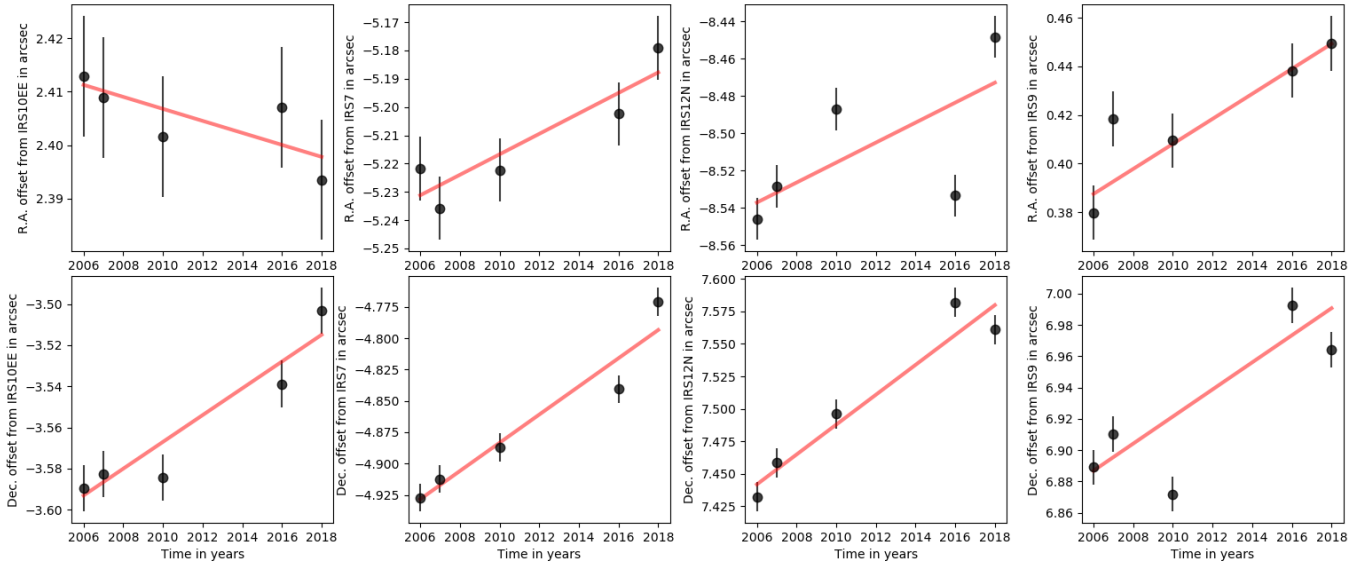 R.A. offset from IRS10EE in arcsec
2.42
2.41
2.40
2.39
2006 2008 2010 2012 2014 2016 2018
R.A. offset from IRS7 in arcsec
−5.17
−5.18
−5.19
−5.20
−5.21
−5.22
−5.23
−5.24
−5.25
2006 2008 2010 2012 2014 2016 2018
R.A. offset from IRS12N in arcsec
−8.44
−8.46
−8.48
−8.50
−8.52
−8.54
−8.56
2006 2008 2010 2012 2014 2016 2018
R.A. offset from IRS9 in arcsec
0.46
0.44
0.42
0.40
0.38
2006 2008 2010 2012 2014 2016 2018
Dec. offset from IRS10EE in arcsec
−3.50
−3.52
−3.54
−3.56
−3.58
−3.60
2006 2008 2010 2012 2014 2016 2018
Time in years
Dec. offset from IRS7 in arcsec
−4.775
−4.800
−4.825
−4.850
−4.875
−4.900
−4.925
2006 2008 2010 2012 2014 2016 2018
Time in years
Dec. offset from IRS12N in arcsec
7.600
7.575
7.550
7.525
7.500
7.475
7.450
7.425
2006 2008 2010 2012 2014 2016 2018
Time in years
Dec. offset from IRS9 in arcsec
7.00
6.98
6.96
6.94
6.92
6.90
6.88
6.86
2006 2008 2010 2012 2014 2016 2018
Time in years